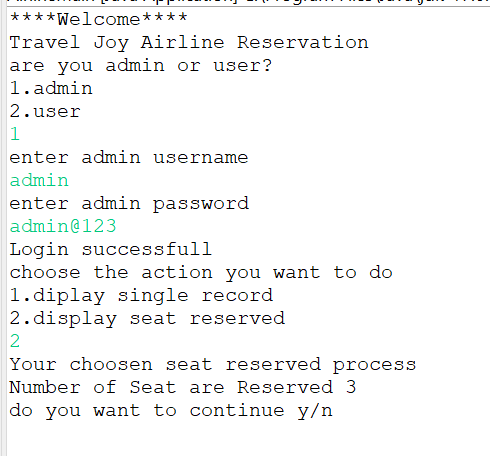 ****Welcome****
Travel Joy Airline Reservation
are you admin or user?
1.admin
2.user
1
enter admin username
admin
enter admin password
admin@123
Login successfull
choose the action you want to do
1.diplay single record
2.display seat reserved
2
Your choosen seat reserved process
Number of Seat are Reserved 3
do you want to continue y/n